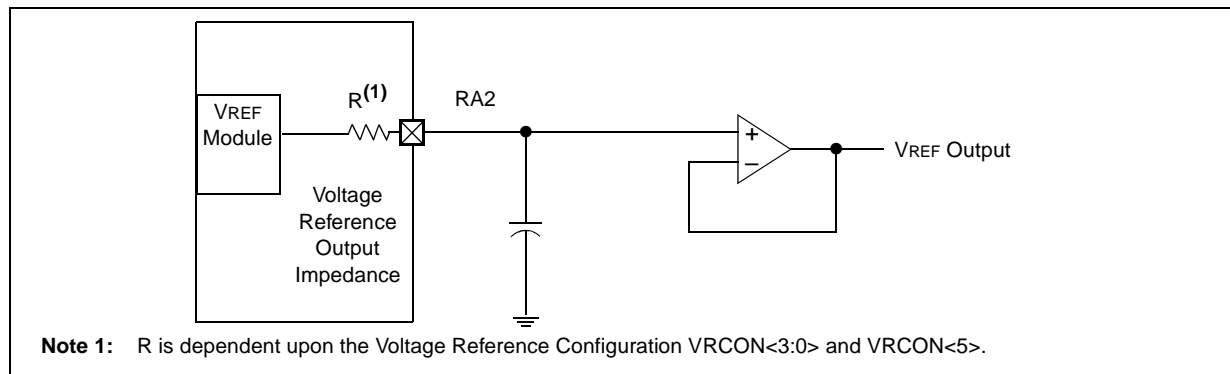 VREF
Module
R(1)
RA2
+
–
VREF Output
Voltage
Reference
Output
Impedance
Note 1: R is dependent upon the Voltage Reference Configuration VRCON<3:0> and VRCON<5>.